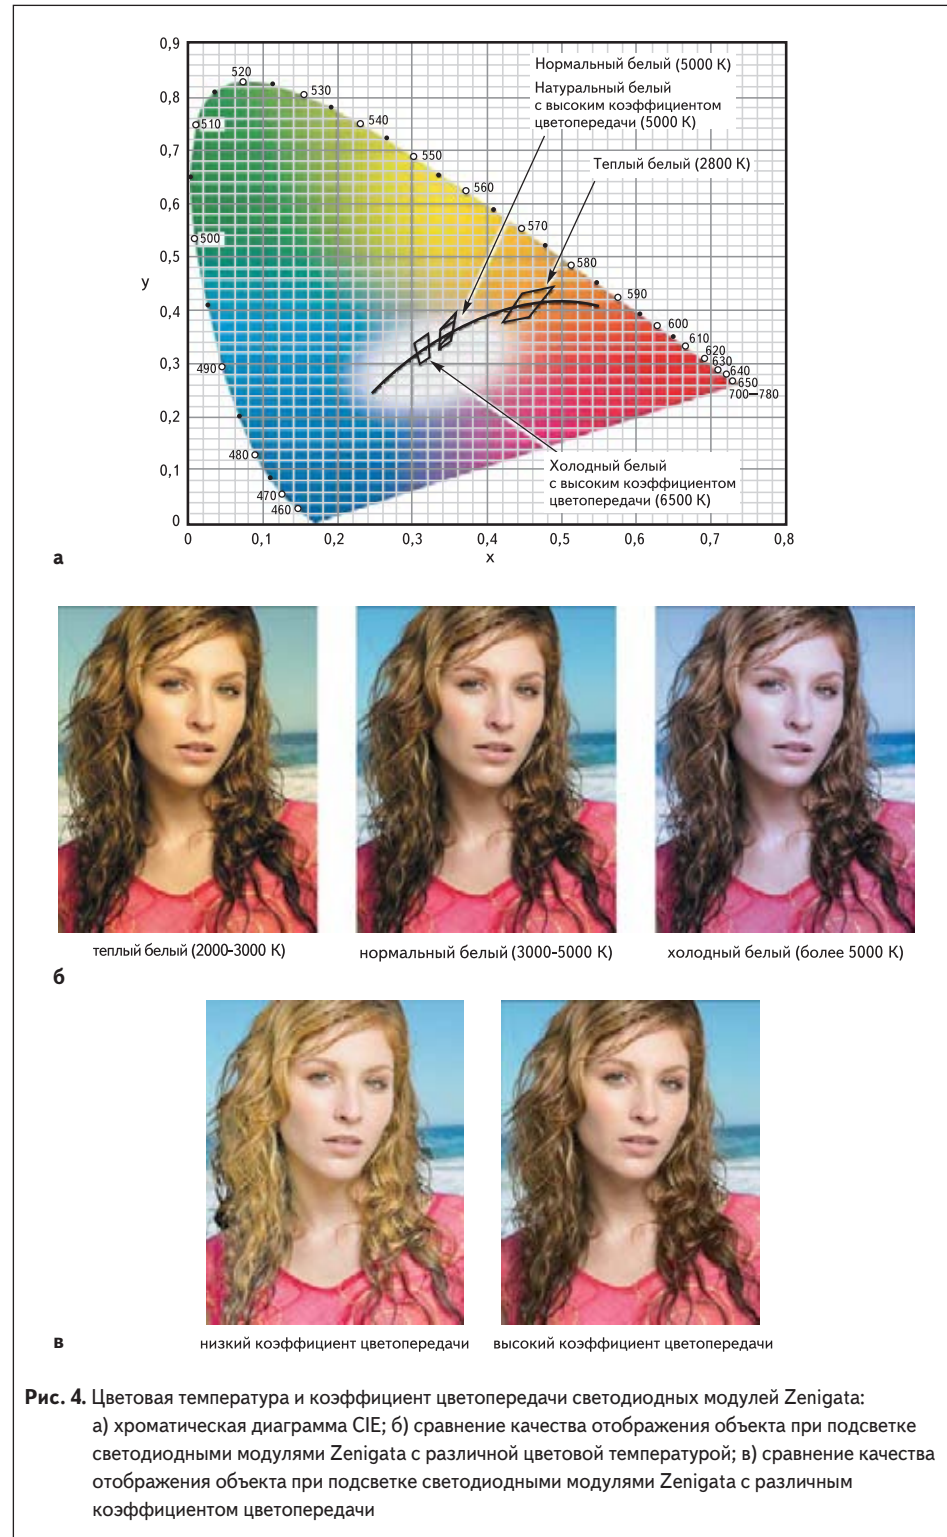 0,9
0,8
0,7
0,6
0,5
0,4
0,3
0,2
0,1
0
y
0
0,1
0,2
0,3
0,4
0,5
0,6
0,7
0,8
x
520
530
510
540
550
560
500
570
580
590
600
610
620
630
640
650
700–780
490
480
470
460
Нормальный белый (5000 К)
Натуральный белый
с высоким коэффициентом
цветопередачи (5000 К)
Теплый белый (2800 К)
Холодный белый
с высоким коэффициентом
цветопередачи (6500 К)
а
теплый белый (2000-3000 К)
нормальный белый (3000-5000 К)
холодный белый (более 5000 К)
б
низкий коэффициент цветопередачи
высокий коэффициент цветопередачи
в
Рис. 4. Цветовая температура и коэффициент цветопередачи светодиодных модулей Zenigata:
а) хроматическая диаграмма CIE; б) сравнение качества отображения объекта при подсветке
светодиодными модулями Zenigata с различной цветовой температурой; в) сравнение качества
отображения объекта при подсветке светодиодными модулями Zenigata с различным
коэффициентом цветопередачи